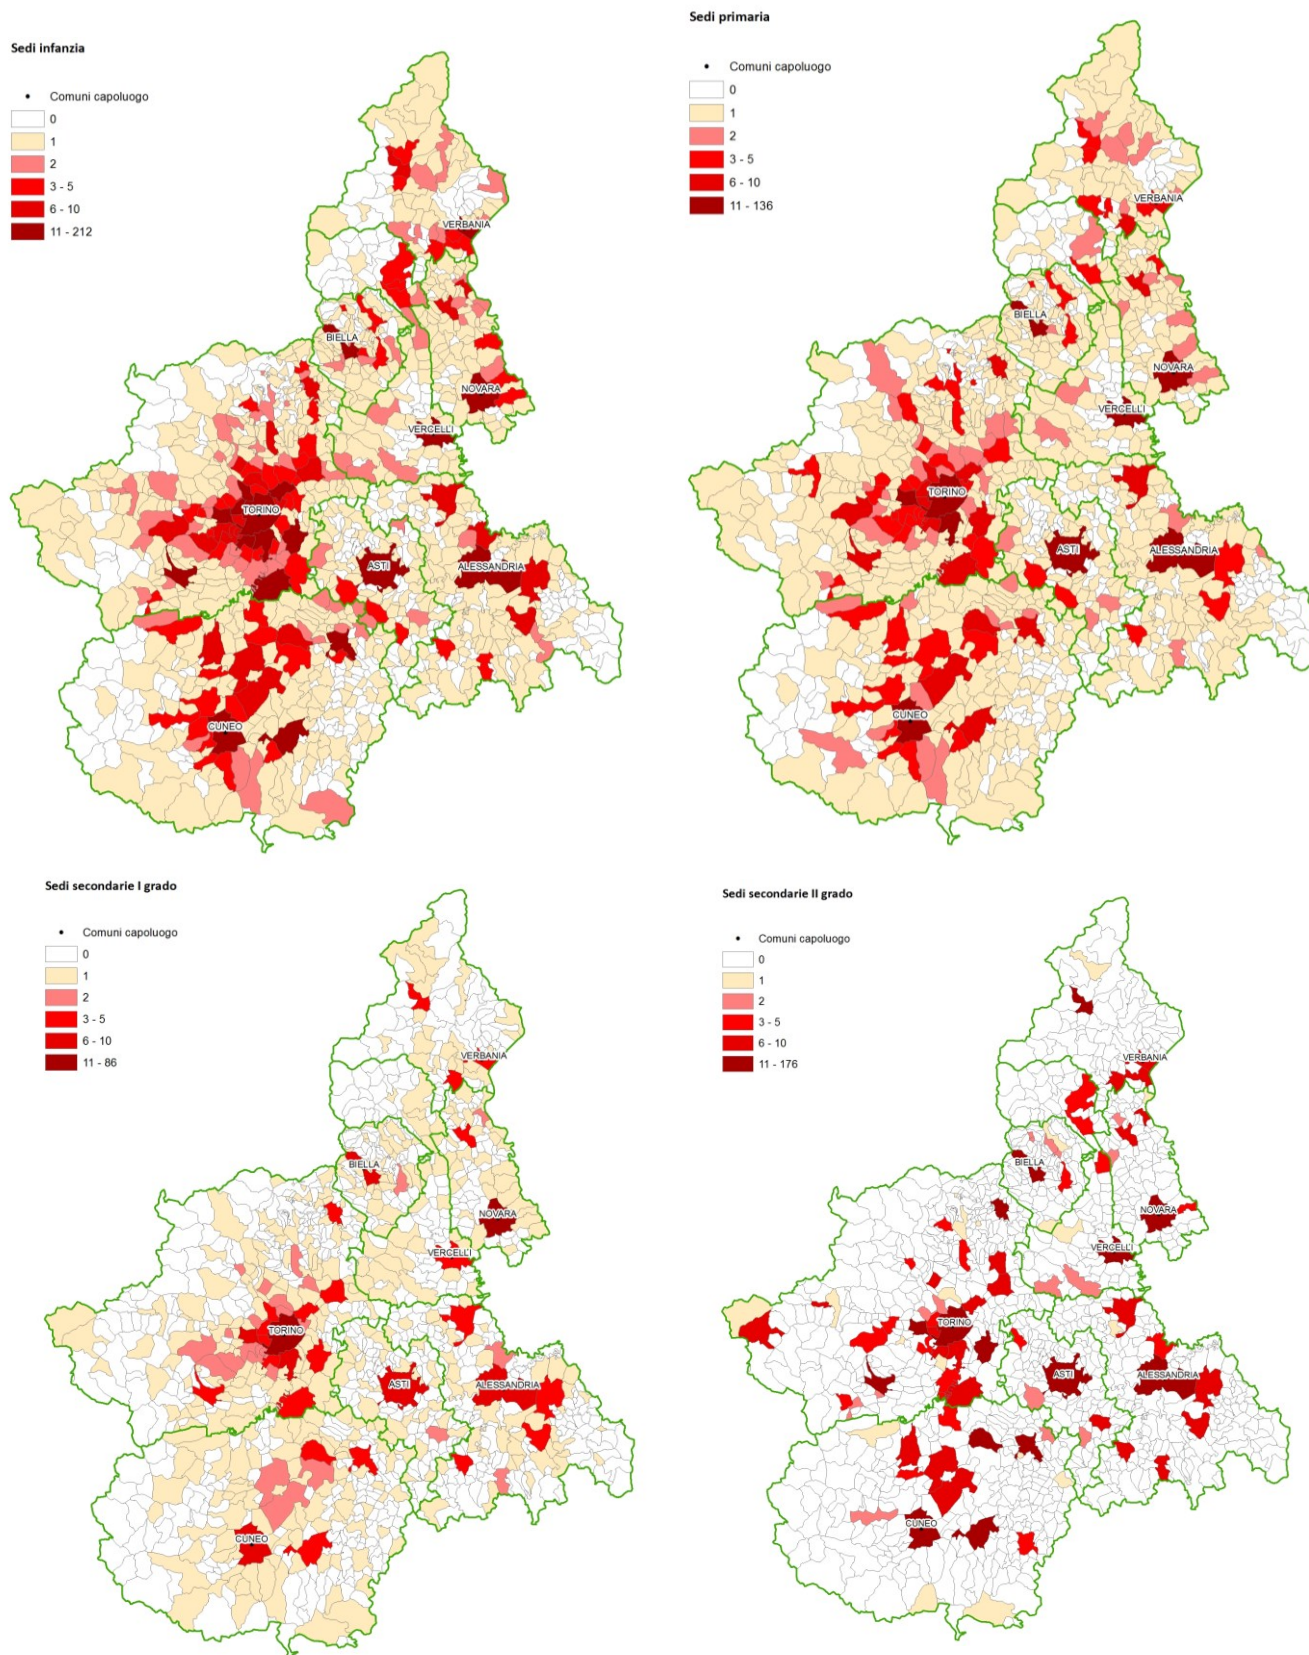 Sedi infanzia
Comuni capoluogo
0
1
2
3 - 5
6 - 10
11 - 212
VERBANIA
BIELLA
NOVARA
VERCELLI
TORINO
ASTI
ALESSANDRIA
CUNEO
Sedi primaria
Comuni capoluogo
0
1
2
3 - 5
6 - 10
11 - 136
VERBANIA
BIELLA
NOVARA
VERCELLI
TORINO
ASTI
ALESSANDRIA
CUNEO
Sedi secondarie I grado
Comuni capoluogo
0
1
2
3 - 5
6 - 10
11 - 86
VERBANIA
BIELLA
NOVARA
VERCELLI
TORINO
ASTI
ALESSANDRIA
CUNEO
Sedi secondarie II grado
Comuni capoluogo
0
1
2
3 - 5
6 - 10
11 - 176
VERBANIA
BIELLA
NOVARA
VERCELLI
TORINO
ASTI
ALESSANDRIA
CUNEO